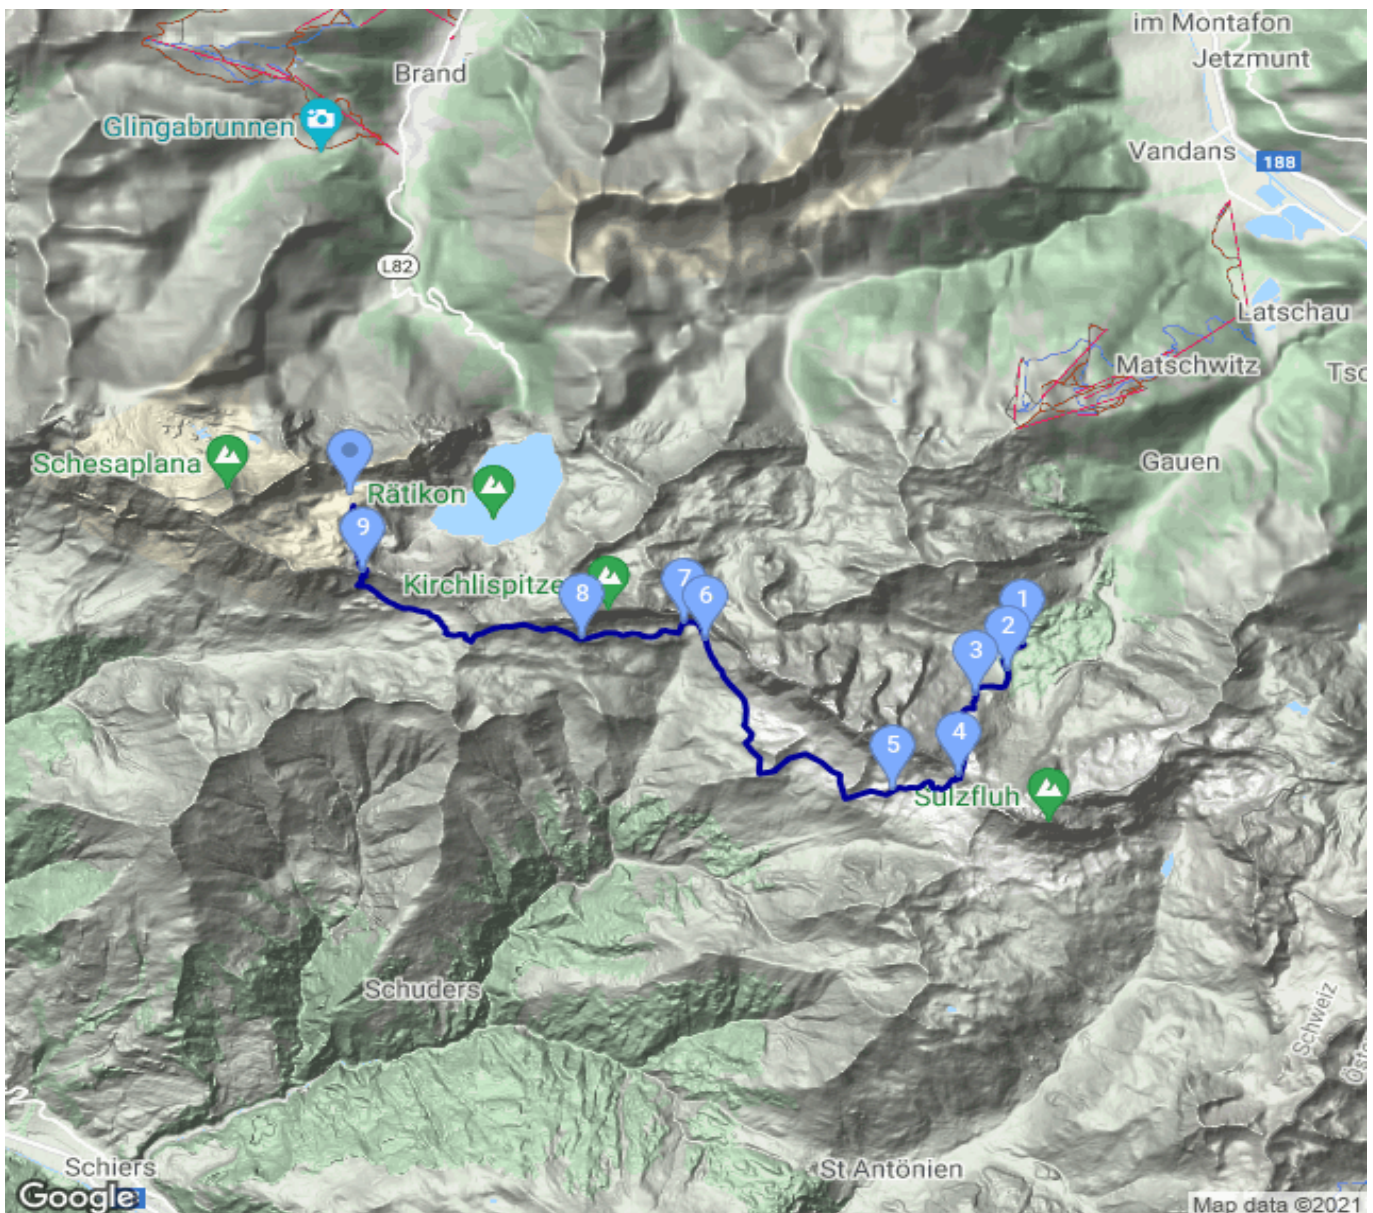 im Montafon
Jetzmunt
Brand
Glingabrunnen
Vandans
188
L82
Latschau
Matschwitz
Tsc
Gauen
Schesaplana
Rätikon
9
Kirchlispitze
8
7
6
1
2
3
4
5
Sulzfluh
Schuders
Schweiz
Öste
Schiers
St Antönien
Google
Map data ©2021